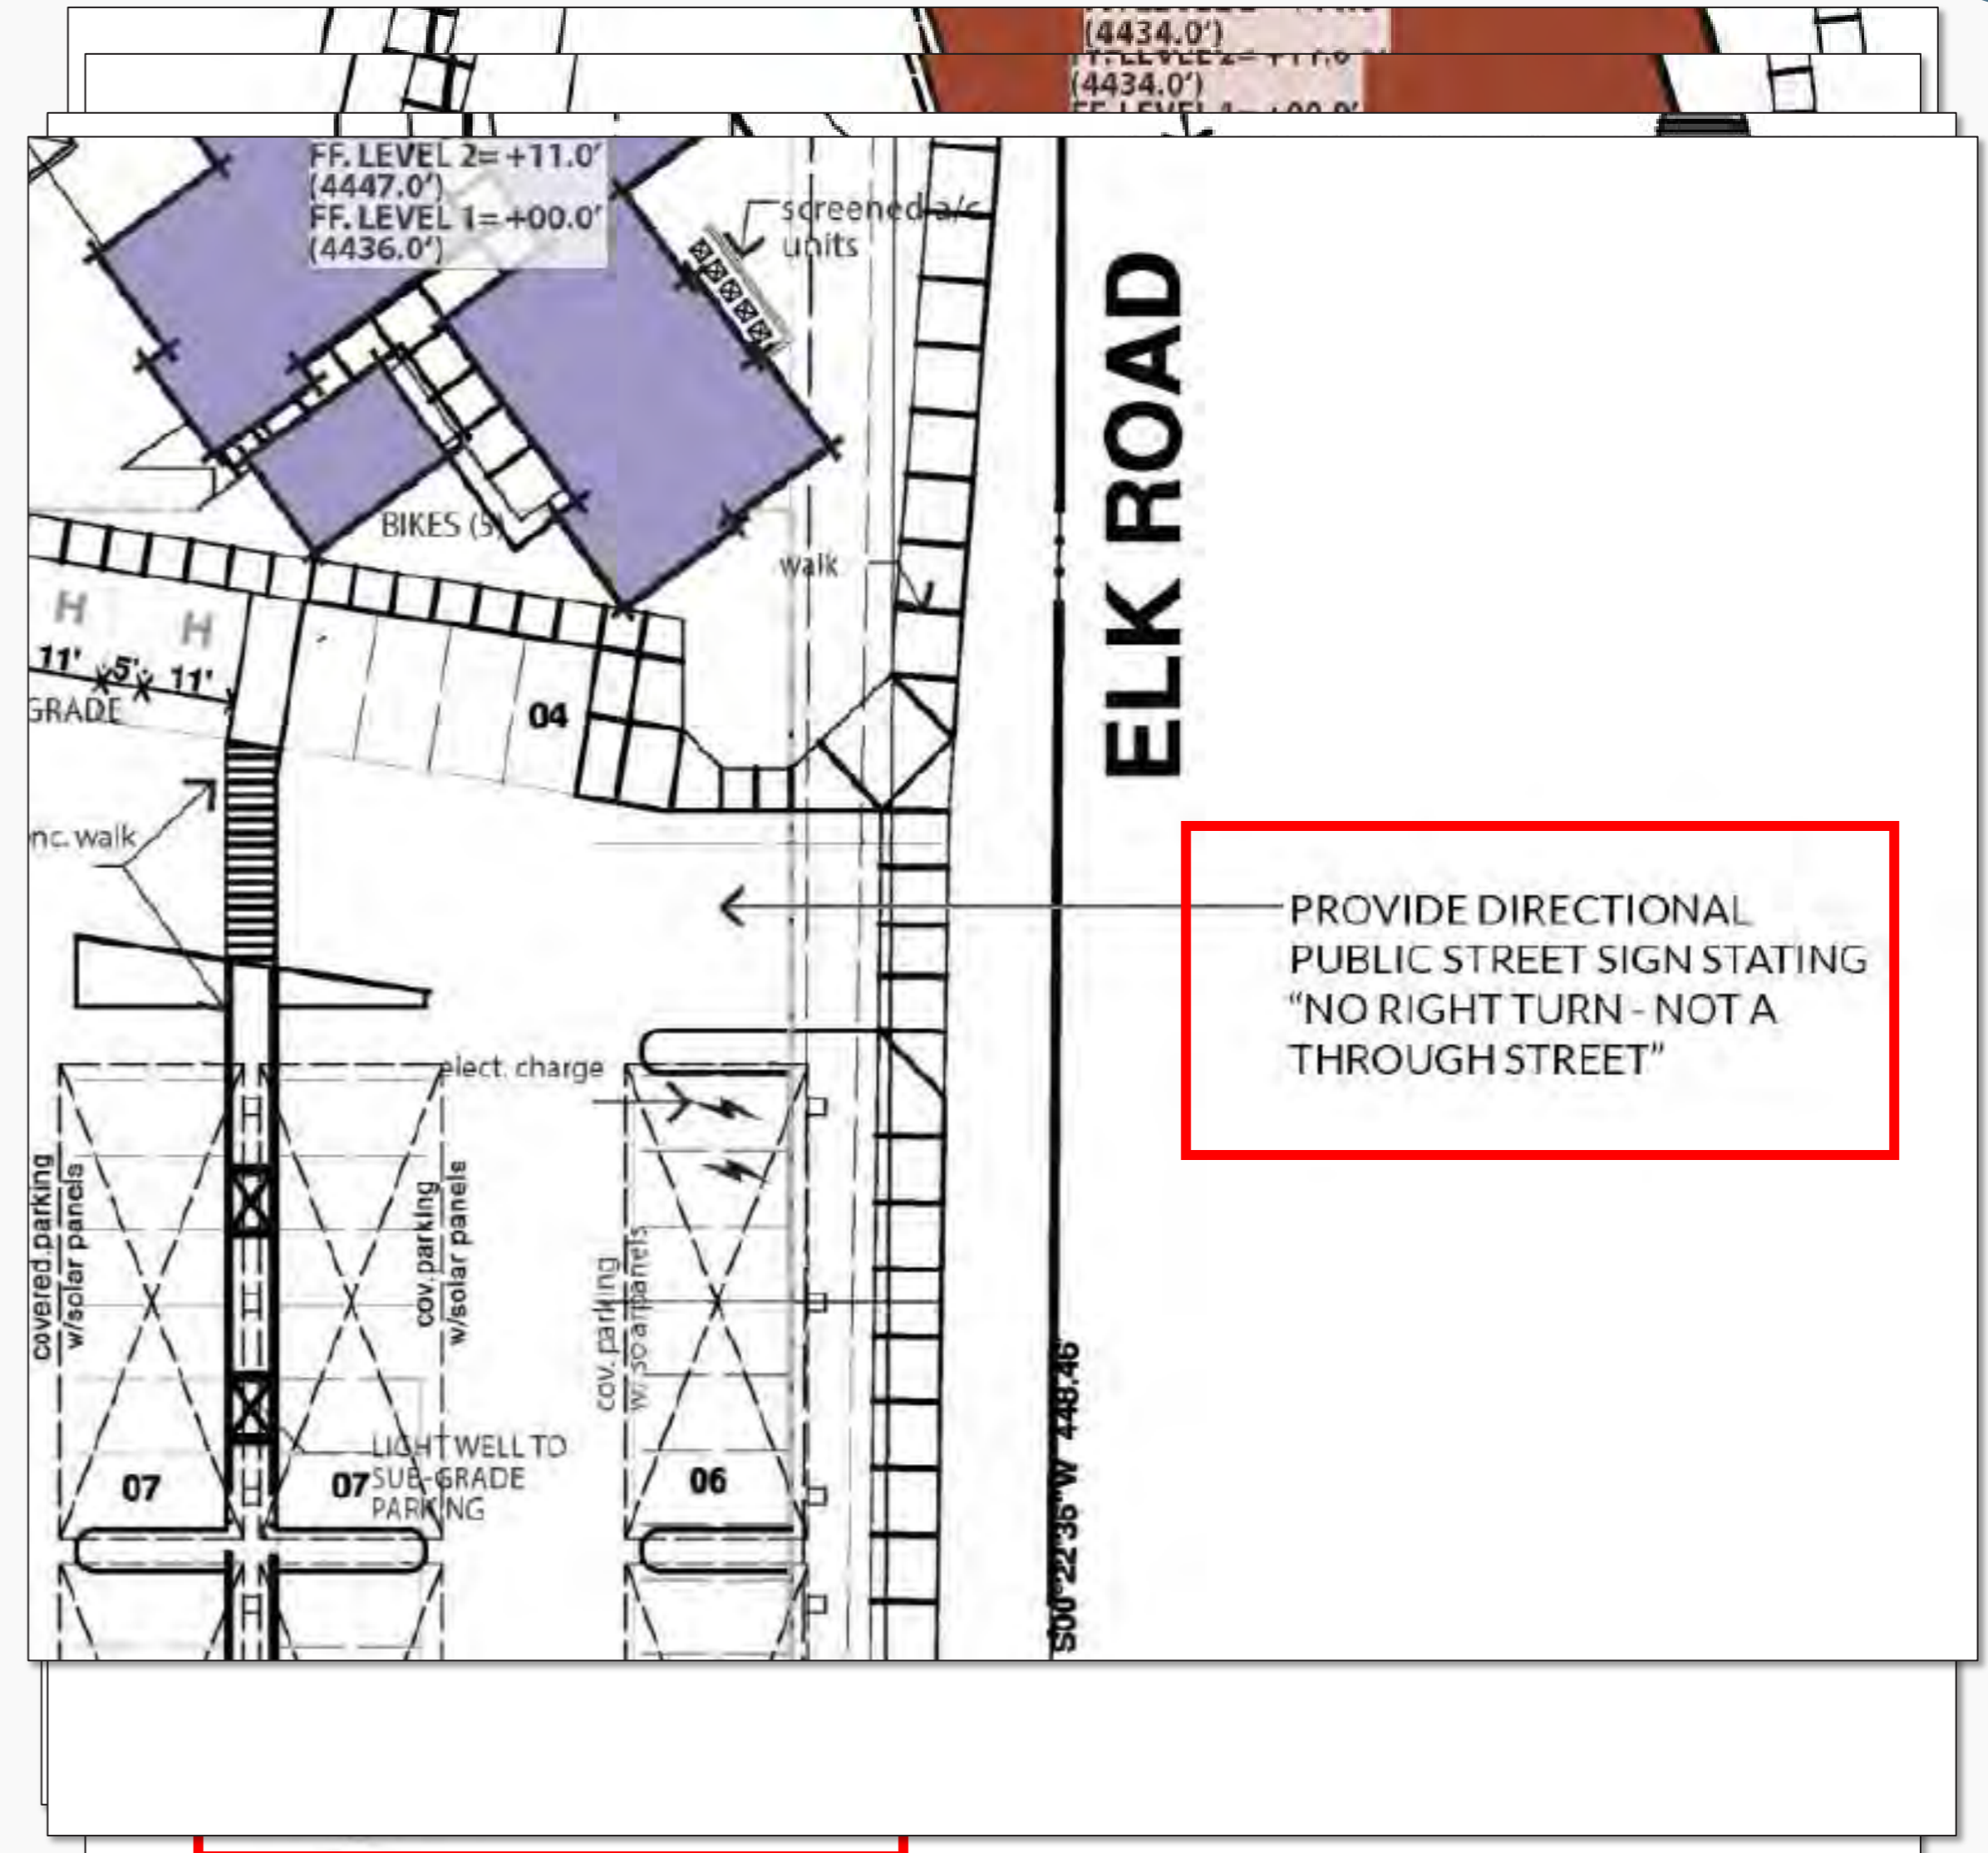 (4434.0')
(4434.0')
FF. LEVEL 2= +11.0'
(4447.0')
FF. LEVEL 1= +00.0'
(4436.0')
screened a/c
units
ELK ROAD
BIKES (5)
walk
H
H
11' 5' 11'
GRADE
04
nc. walk
PROVIDE DIRECTIONAL
PUBLIC STREET SIGN STATING
“NO RIGHT TURN - NOT A
THROUGH STREET”
elect. charge
covered.parking
w/solar panels
cov.parking
w/solar panels
cov. parking
w/solar panels
H
H
H
H
LIGHT WELL TO
SUB-GRADE
PARKING
07
07
06
S00°22'36"W 448.46